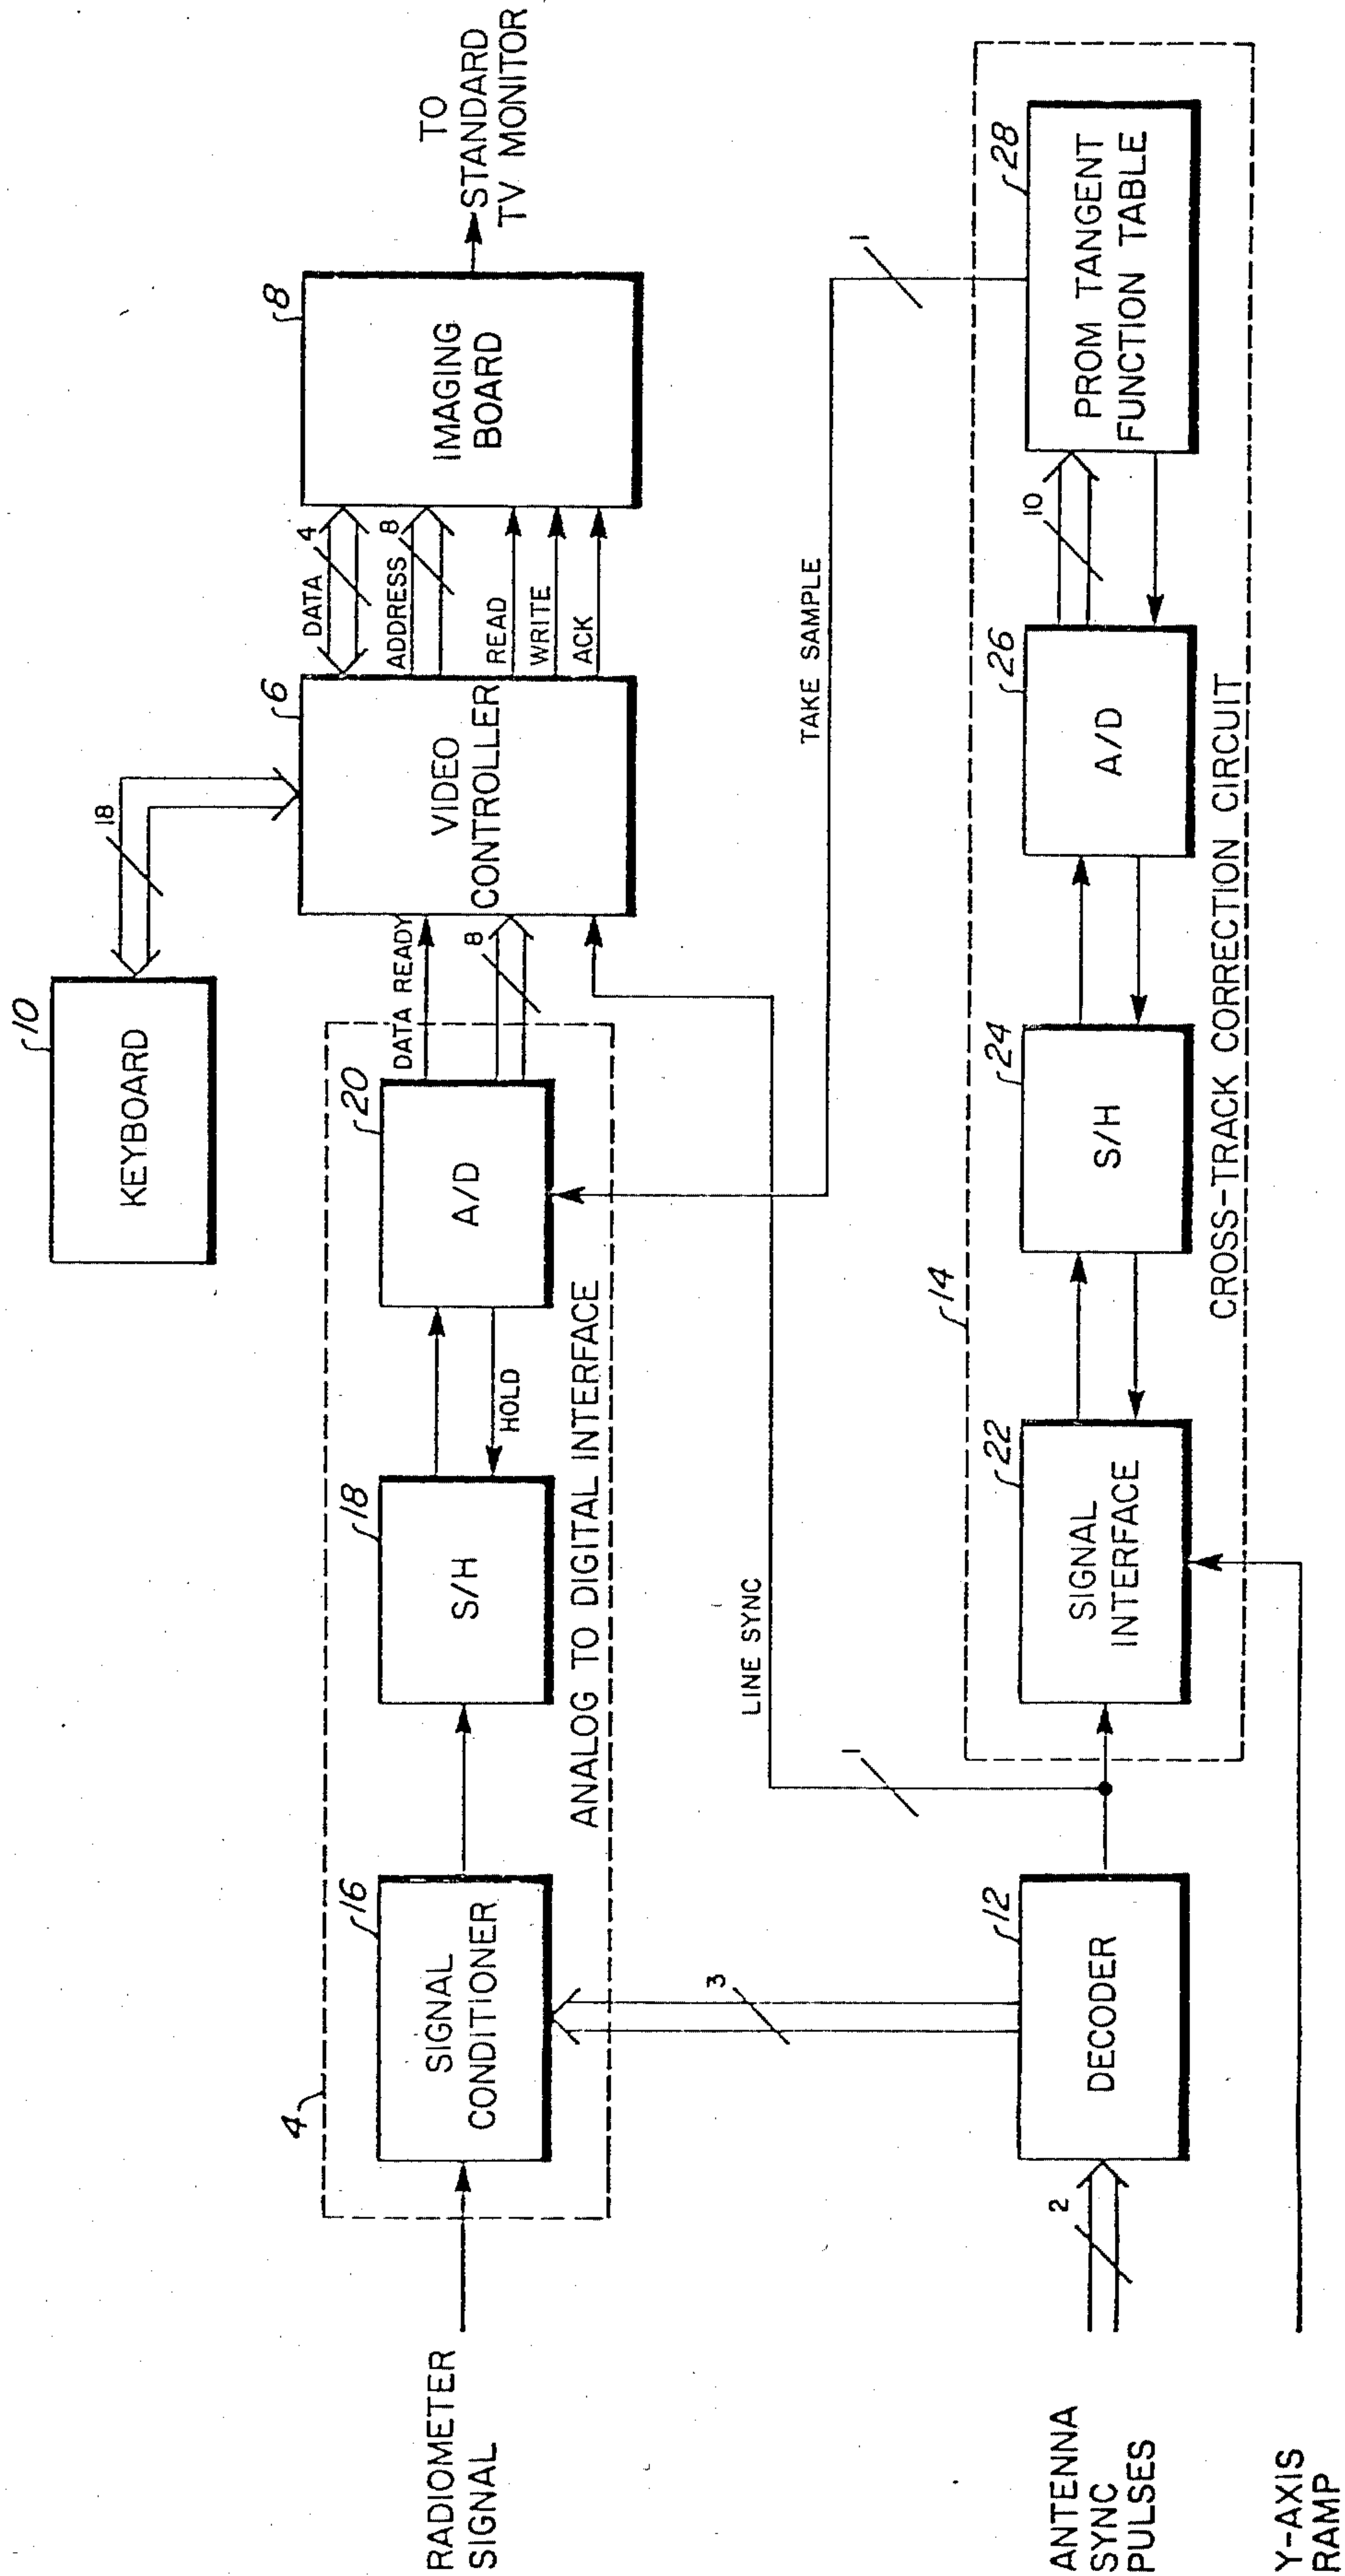 10
KEYBOARD
18
TO
STANDARD
TV MONITOR
4
RADIOMETER
SIGNAL
16
SIGNAL
CONDITIONER
18
S/H
HOLD
20
A/D
ANALOG TO DIGITAL INTERFACE
DATA READY
8
6
VIDEO
CONTROLLER
DATA
4
ADDRESS
8
READ
WRITE
ACK
8
IMAGING
BOARD
3
LINE SYNC
1
TAKE SAMPLE
1
ANTENNA
SYNC
PULSES
2
12
DECODER
14
22
SIGNAL
INTERFACE
24
S/H
26
A/D
10
28
PROM TANGENT
FUNCTION TABLE
CROSS-TRACK CORRECTION CIRCUIT
Y-AXIS
RAMP